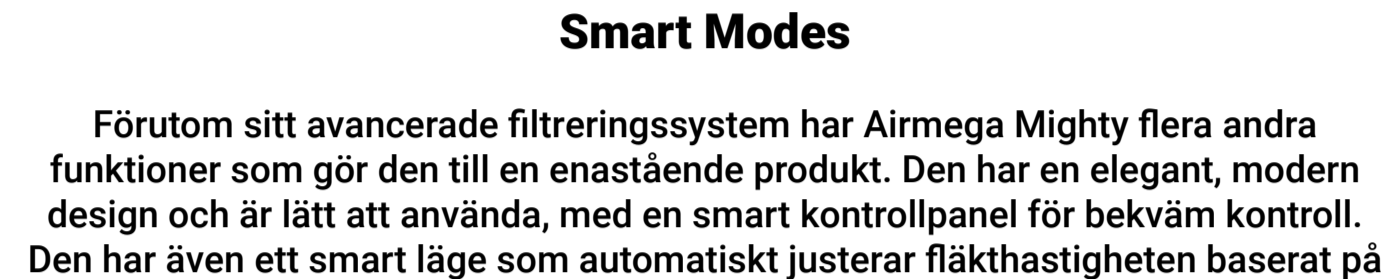 Smart Modes
Förutom sitt avancerade filtreringssystem har Airmega Mighty flera andra
funktioner som gör den till en enastående produkt. Den har en elegant, modern
design och är lätt att använda, med en smart kontrollpanel för bekväm kontroll.
Den har även ett smart läge som automatiskt justerar fläkthastigheten baserat på